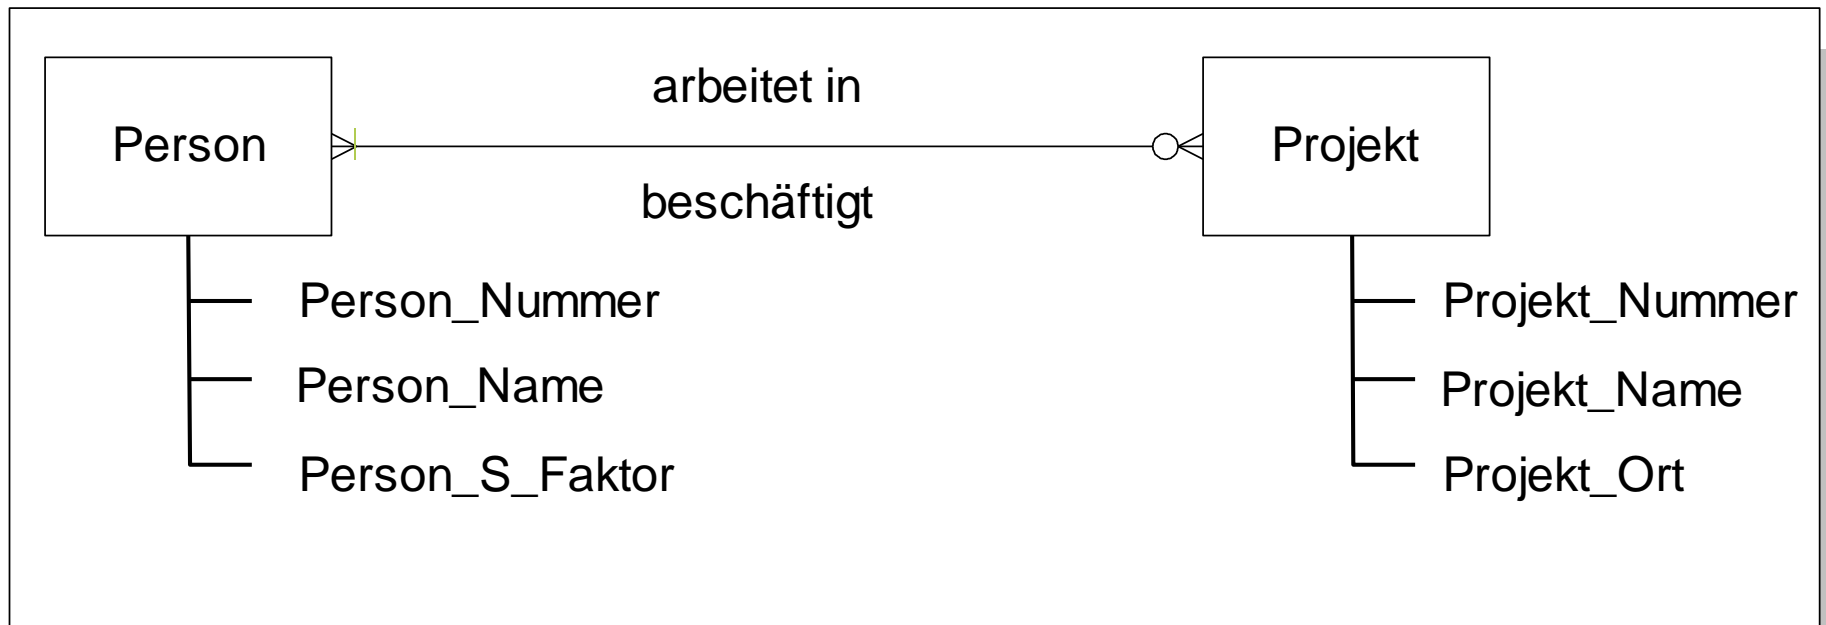 arbeitet in
Person
Projekt
beschäftigt
Person_Nummer
Projekt_Nummer
Person_Name
Projekt_Name
Person_S_Faktor
Projekt_Ort